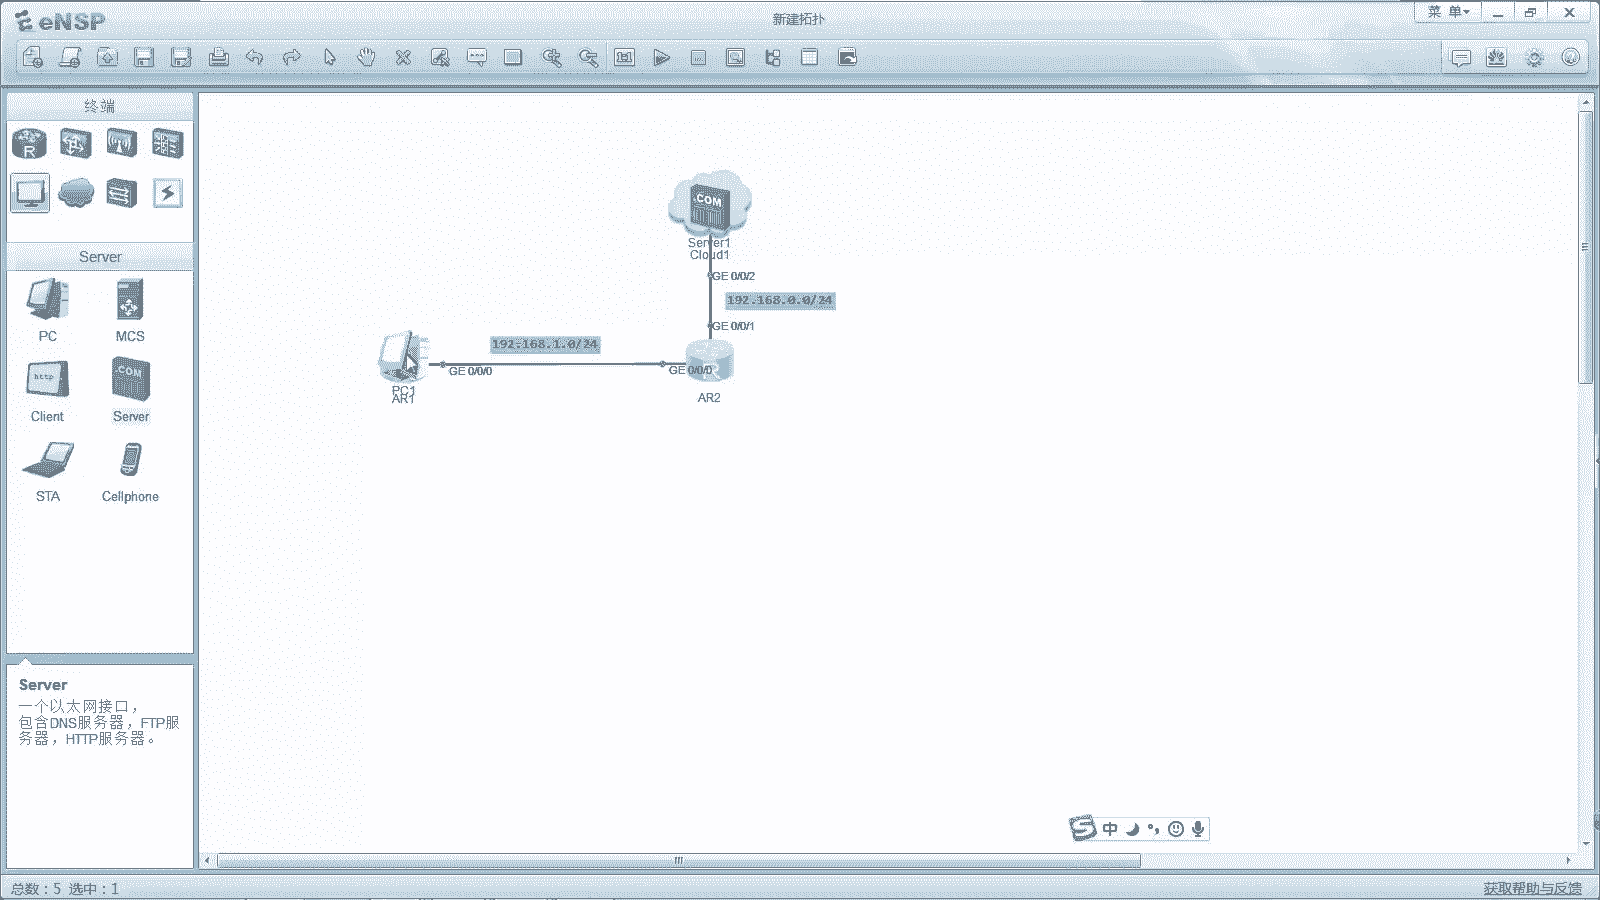 eNSP
新建拓扑
菜 单
终端
Server
PC
MCS
Client
Server
STA
Cellphone
Server
一个以太网接口，
包含DNS服务器，FTP服
务器，HTTP服务器。
Server1
Cloud1
GE 0/0/2
192.168.0.0/24
GE 0/0/1
192.168.1.0/24
GE 0/0/0
GE 0/0/0
PC1
AR1
AR2
中
总数：5 选中：1
获取帮助与反馈